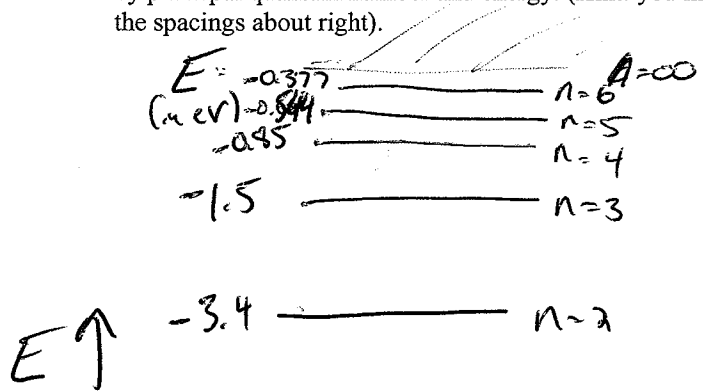 the spacings about right).
E = -0.377 n=6 n=∞
(in eV) -0.544 n=5
-0.85 n=4
-1.5 n=3
-3.4 n=2
E ↑